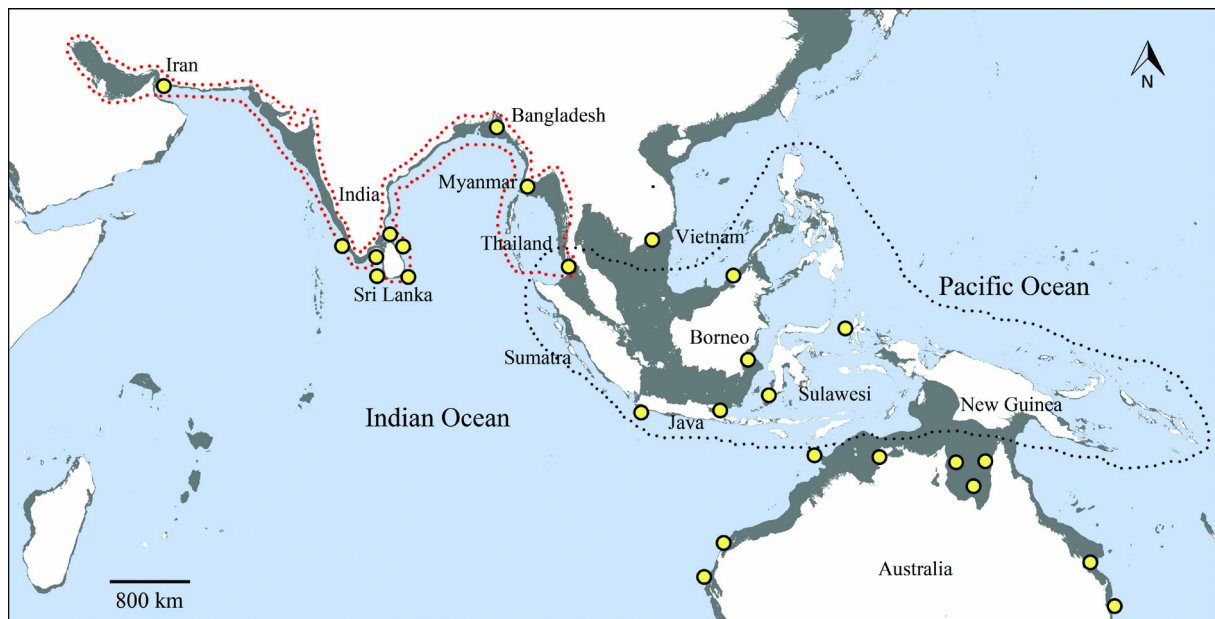 Iran
N
Bangladesh
Myanmar
India
Thailand
Vietnam
Sri Lanka
Pacific Ocean
Borneo
Sumatra
Sulawesi
New Guinea
Indian Ocean
Java
Australia
800 km